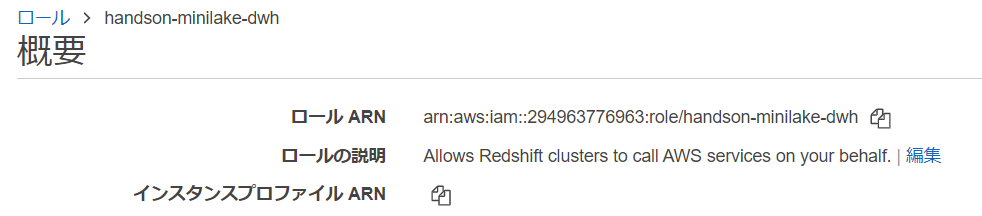 ロール > handson-minilake-dwh
概要
ロール ARN arn:aws:iam::294963776963:role/handson-minilake-dwh
ロールの説明 Allows Redshift clusters to call AWS services on your behalf. | 編集
インスタンスプロファイル ARN